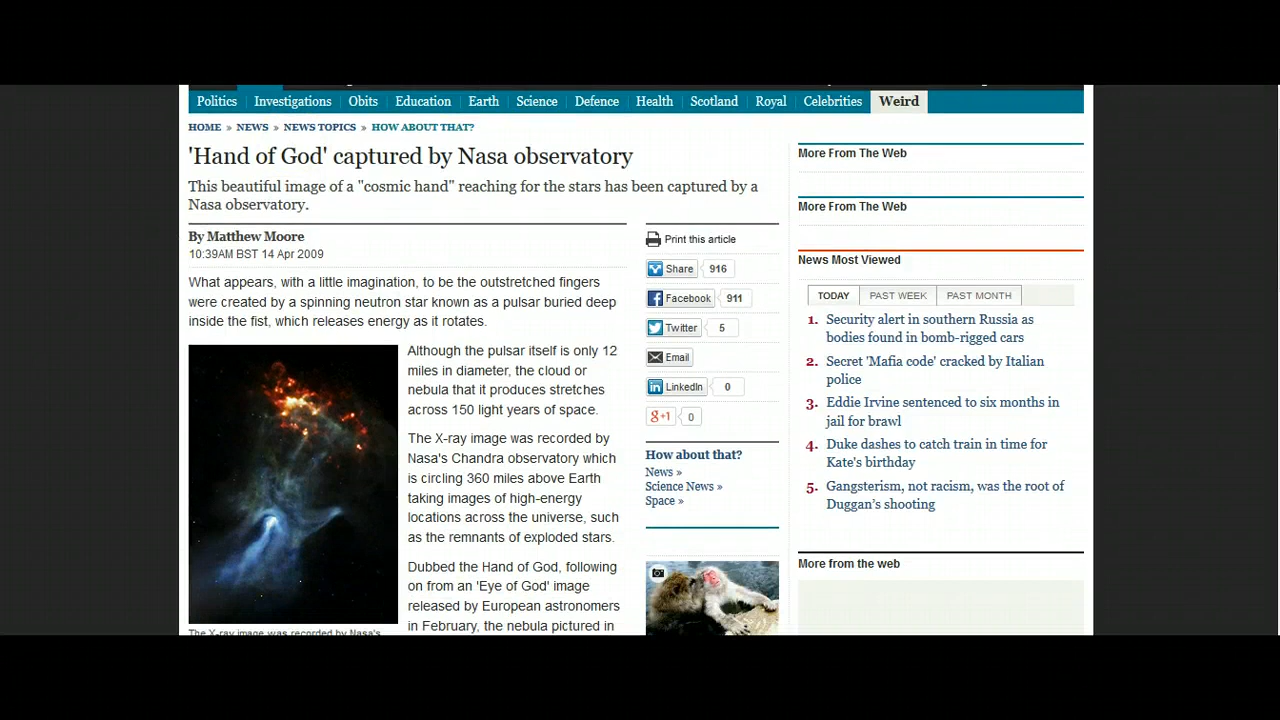 Politics Investigations Obits Education Earth Science Defence Health Scotland Royal Celebrities Weird
HOME » NEWS » NEWS TOPICS » HOW ABOUT THAT?
'Hand of God' captured by Nasa observatory
This beautiful image of a "cosmic hand" reaching for the stars has been captured by a
Nasa observatory.
By Matthew Moore
10:39AM BST 14 Apr 2009
What appears, with a little imagination, to be the outstretched fingers
were created by a spinning neutron star known as a pulsar buried deep
inside the fist, which releases energy as it rotates.
Although the pulsar itself is only 12
miles in diameter, the cloud or
nebula that it produces stretches
across 150 light years of space.
The X-ray image was recorded by
Nasa's Chandra observatory which
is circling 360 miles above Earth
taking images of high-energy
locations across the universe, such
as the remnants of exploded stars.
Dubbed the Hand of God, following
on from an 'Eye of God' image
released by European astronomers
in February, the nebula pictured in
The X-ray image was recorded by Nasa's
Print this article
Share 916
Facebook 911
Twitter 5
Email
LinkedIn 0
g+1 0
How about that?
News »
Science News »
Space »
More From The Web
More From The Web
News Most Viewed
TODAY PAST WEEK PAST MONTH
1. Security alert in southern Russia as
bodies found in bomb-rigged cars
2. Secret 'Mafia code' cracked by Italian
police
3. Eddie Irvine sentenced to six months in
jail for brawl
4. Duke dashes to catch train in time for
Kate's birthday
5. Gangsterism, not racism, was the root of
Duggan's shooting
More from the web